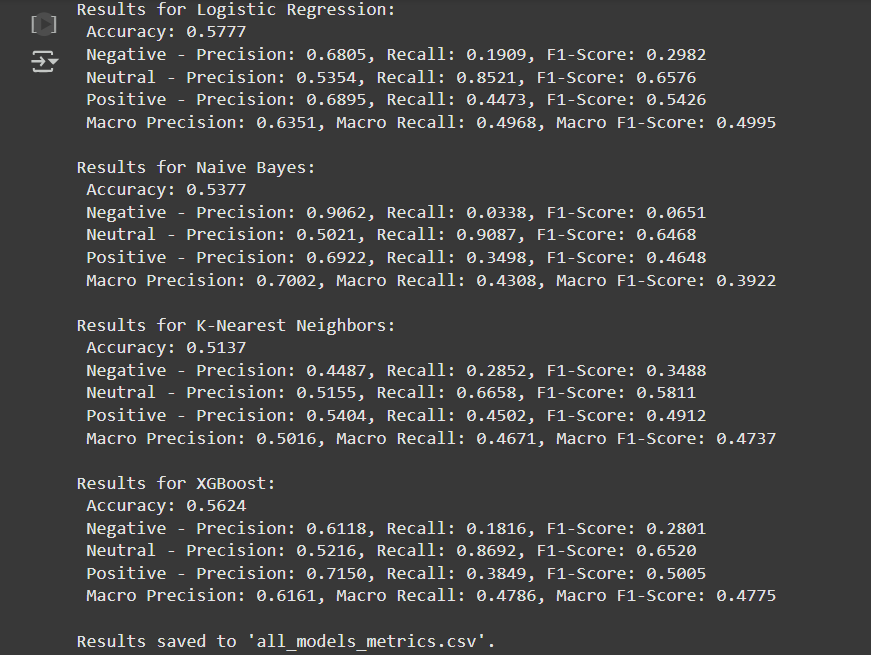 Results for Logistic Regression:
Accuracy: 0.5777
Negative - Precision: 0.6805, Recall: 0.1909, F1-Score: 0.2982
Neutral - Precision: 0.5354, Recall: 0.8521, F1-Score: 0.6576
Positive - Precision: 0.6895, Recall: 0.4473, F1-Score: 0.5426
Macro Precision: 0.6351, Macro Recall: 0.4968, Macro F1-Score: 0.4995
Results for Naive Bayes:
Accuracy: 0.5377
Negative - Precision: 0.9062, Recall: 0.0338, F1-Score: 0.0651
Neutral - Precision: 0.5021, Recall: 0.9087, F1-Score: 0.6468
Positive - Precision: 0.6922, Recall: 0.3498, F1-Score: 0.4648
Macro Precision: 0.7002, Macro Recall: 0.4308, Macro F1-Score: 0.3922
Results for K-Nearest Neighbors:
Accuracy: 0.5137
Negative - Precision: 0.4487, Recall: 0.2852, F1-Score: 0.3488
Neutral - Precision: 0.5155, Recall: 0.6658, F1-Score: 0.5811
Positive - Precision: 0.5404, Recall: 0.4502, F1-Score: 0.4912
Macro Precision: 0.5016, Macro Recall: 0.4671, Macro F1-Score: 0.4737
Results for XGBoost:
Accuracy: 0.5624
Negative - Precision: 0.6118, Recall: 0.1816, F1-Score: 0.2801
Neutral - Precision: 0.5216, Recall: 0.8692, F1-Score: 0.6520
Positive - Precision: 0.7150, Recall: 0.3849, F1-Score: 0.5005
Macro Precision: 0.6161, Macro Recall: 0.4786, Macro F1-Score: 0.4775
Results saved to 'all_models_metrics.csv'.